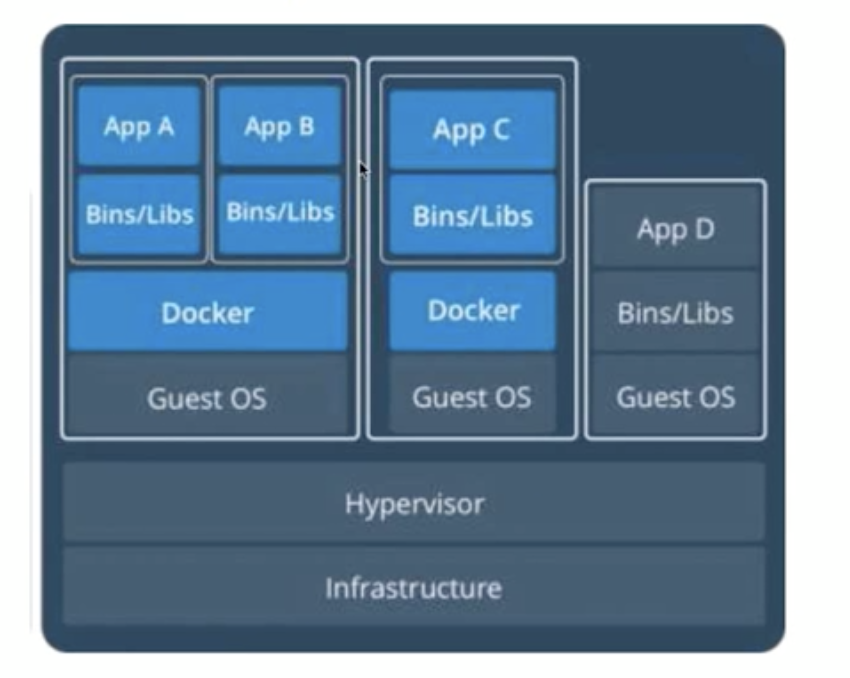 App A
App B
App C
Bins/Libs
Bins/Libs
Bins/Libs
App D
Docker
Docker
Bins/Libs
Guest OS
Guest OS
Guest OS
Hypervisor
Infrastructure